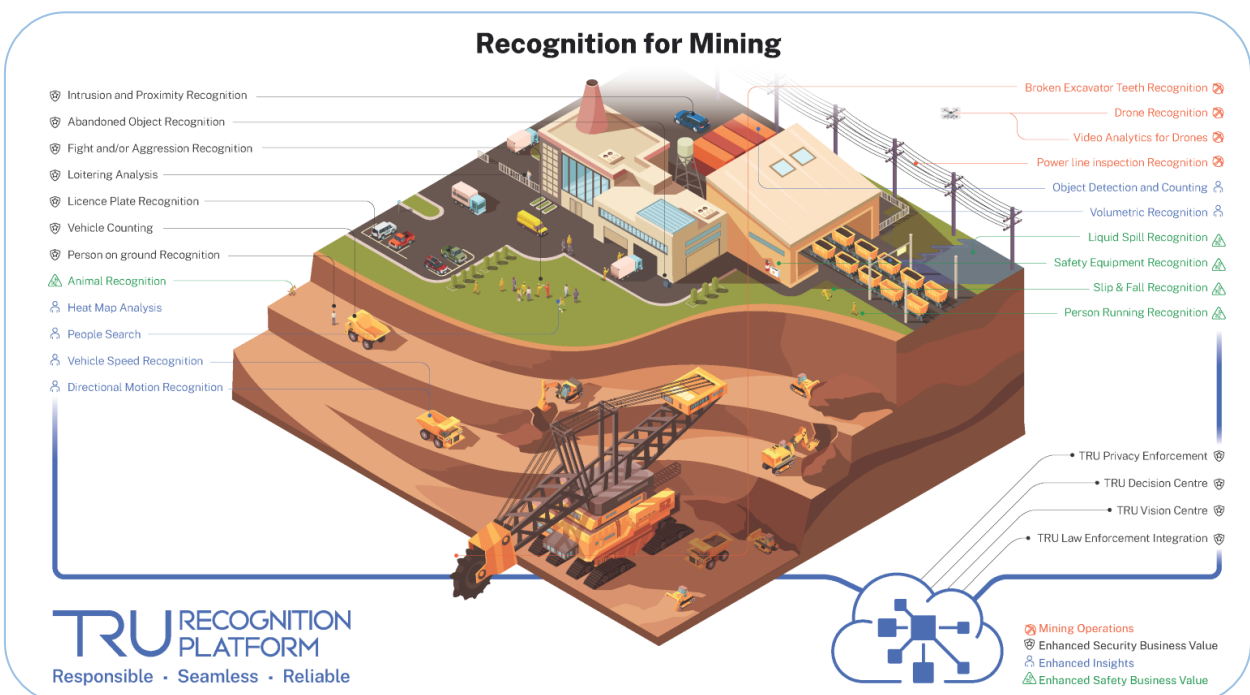 Recognition for Mining
Intrusion and Proximity Recognition
Abandoned Object Recognition
Fight and/or Aggression Recognition
Loitering Analysis
Licence Plate Recognition
Vehicle Counting
Person on ground Recognition
Animal Recognition
Heat Map Analysis
People Search
Vehicle Speed Recognition
Directional Motion Recognition
Broken Excavator Teeth Recognition
Drone Recognition
Video Analytics for Drones
Power line inspection Recognition
Object Detection and Counting
Volumetric Recognition
Liquid Spill Recognition
Safety Equipment Recognition
Slip & Fall Recognition
Person Running Recognition
TRU Privacy Enforcement
TRU Decision Centre
TRU Vision Centre
TRU Law Enforcement Integration
TRU RECOGNITION
PLATFORM
Responsible • Seamless • Reliable
Mining Operations
Enhanced Security Business Value
Enhanced Insights
Enhanced Safety Business Value